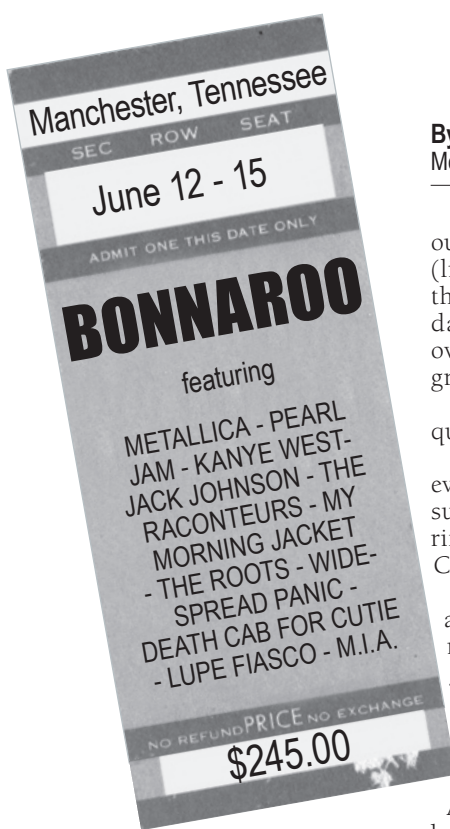 Manchester, Tennessee
SEC ROW SEAT
June 12 - 15
ADMIT ONE THIS DATE ONLY
BONNAROO
featuring
METALLICA - PEARL
JAM - KANYE WEST-
JACK JOHNSON - THE
RACONTEURS - MY
MORNING JACKET
- THE ROOTS - WIDE-
SPREAD PANIC -
DEATH CAB FOR CUTIE
- LUPE FIASCO - M.I.A.
NO REFUND PRICE NO EXCHANGE
$245.00
By